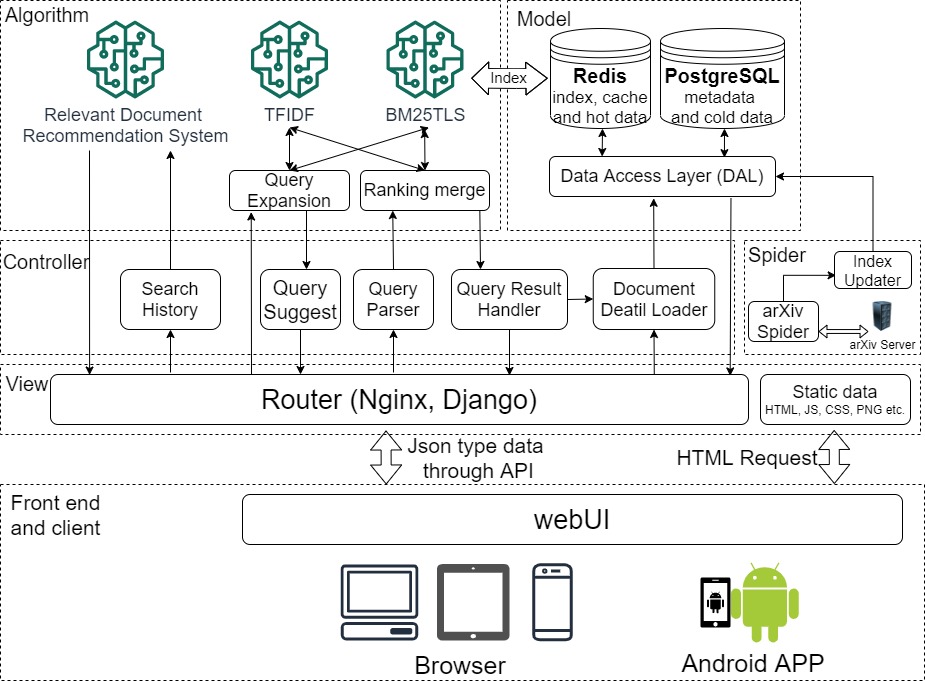 Algorithm
Relevant Document
Recommendation System
TFIDF
BM25TLS
Index
Model
Redis
index, cache
and hot data
PostgreSQL
metadata
and cold data
Data Access Layer (DAL)
Query
Expansion
Ranking merge
Controller
Search
History
Query
Suggest
Query
Parser
Query Result
Handler
Document
Deatil Loader
Spider
Index
Updater
arXiv
Spider
arXiv Server
View
Router (Nginx, Django)
Static data
HTML, JS, CSS, PNG etc.
Json type data
through API
HTML Request
Front end
and client
webUI
Browser
Android APP